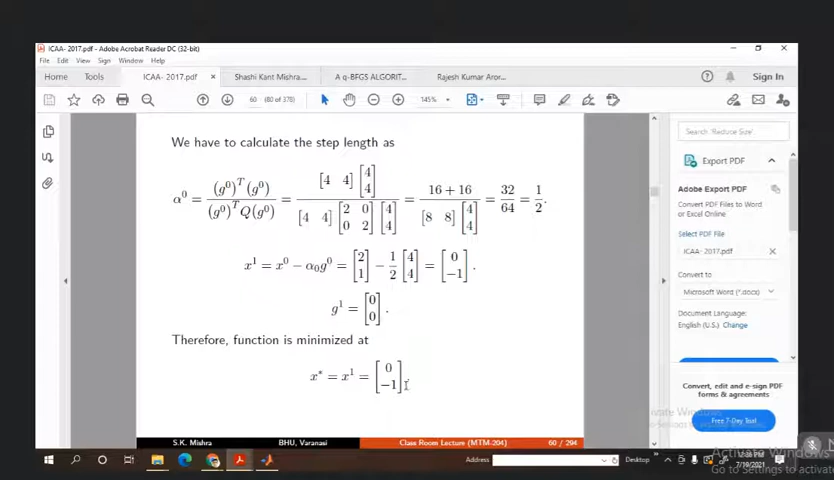 ICAA- 2017.pdf - Adobe Acrobat Reader DC (32-bit)
File Edit View Sign Window Help
Home Tools ICAA- 2017.pdf × Shashi Kant Mishra... A q-BFGS ALGORIT... Rajesh Kumar Aror... Sign In
60 (80 of 378) 145%
We have to calculate the step length as
α⁰ = (g⁰)ᵀ(g⁰) / (g⁰)ᵀQ(g⁰) = [4 4] [4; 4] / [4 4] [2 0; 0 2] [4; 4] = 16 + 16 / [8 8] [4; 4] = 32/64 = 1/2.
x¹ = x⁰ − α₀g⁰ = [2; 1] − 1/2 [4; 4] = [0; −1].
g¹ = [0; 0].
Therefore, function is minimized at
x* = x¹ = [0; −1]
S.K. Mishra BHU, Varanasi Class Room Lecture (MTM-204) 60 / 294
Search 'Reduce Size'
Export PDF
Adobe Export PDF
Convert PDF Files to Word
or Excel Online
Select PDF File
ICAA- 2017.pdf ×
Convert to
Microsoft Word (*.docx)
Document Language:
English (U.S.) Change
Convert, edit and e-sign PDF
forms & agreements
Free 7-Day Trial
Activate Windows
Go to Settings to activate
Address Desktop
7/19/2021